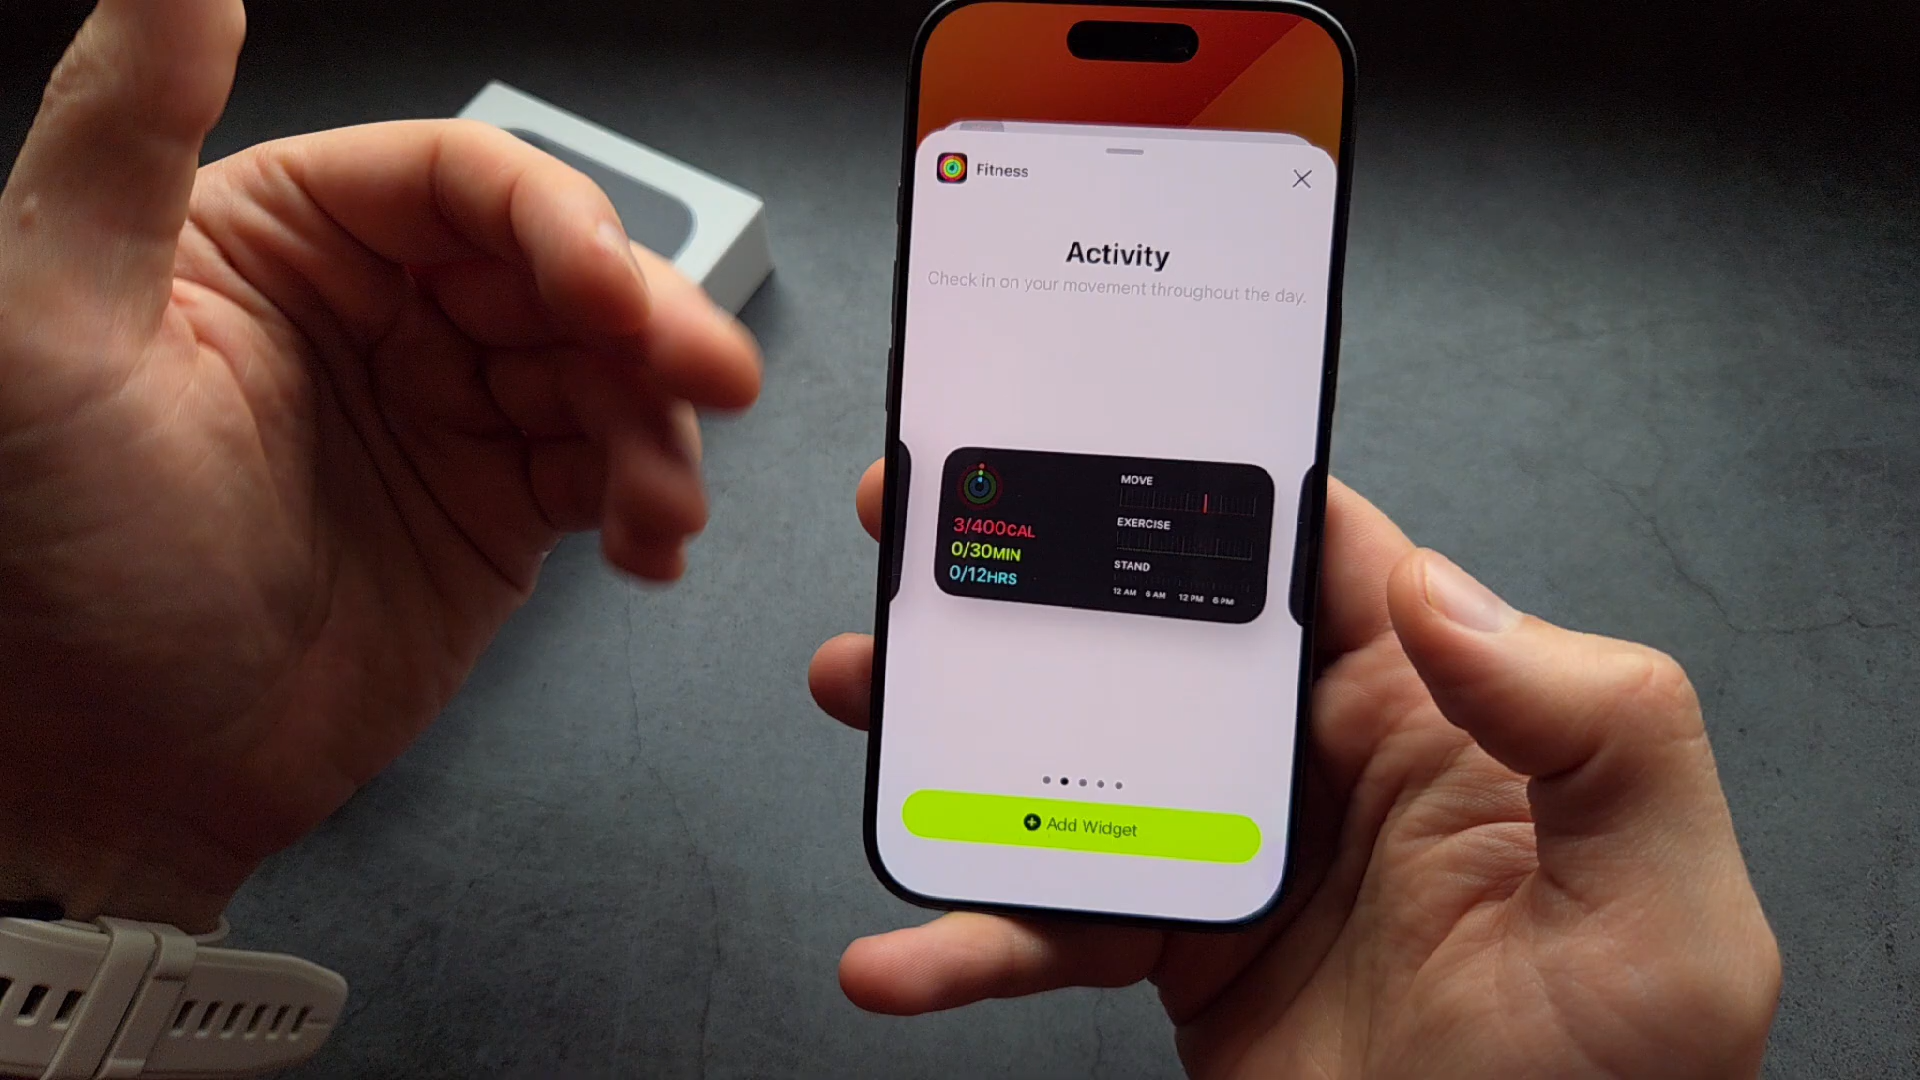 Fitness
Activity
Check in on your movement throughout the day.
3/400CAL
0/30MIN
0/12HRS
MOVE
EXERCISE
STAND
12 AM 6 AM 12 PM 6 PM
Add Widget